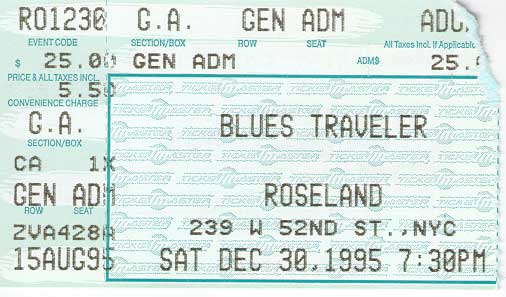 RO1230 G.A. GEN ADM
EVENT CODE SECTION/BOX ROW SEAT All Taxes Incl. If Applicable
$ 25.00 GEN ADM ADM$ 25.
PRICE & ALL TAXES INCL.
5.50
CONVENIENCE CHARGE
G.A.
SECTION/BOX
CA 1X
GEN ADM
ROW SEAT
ZVA428A
15AUG95
BLUES TRAVELER
ROSELAND
239 W 52ND ST.,NYC
SAT DEC 30,1995 7:30PM
TICKETMASTER